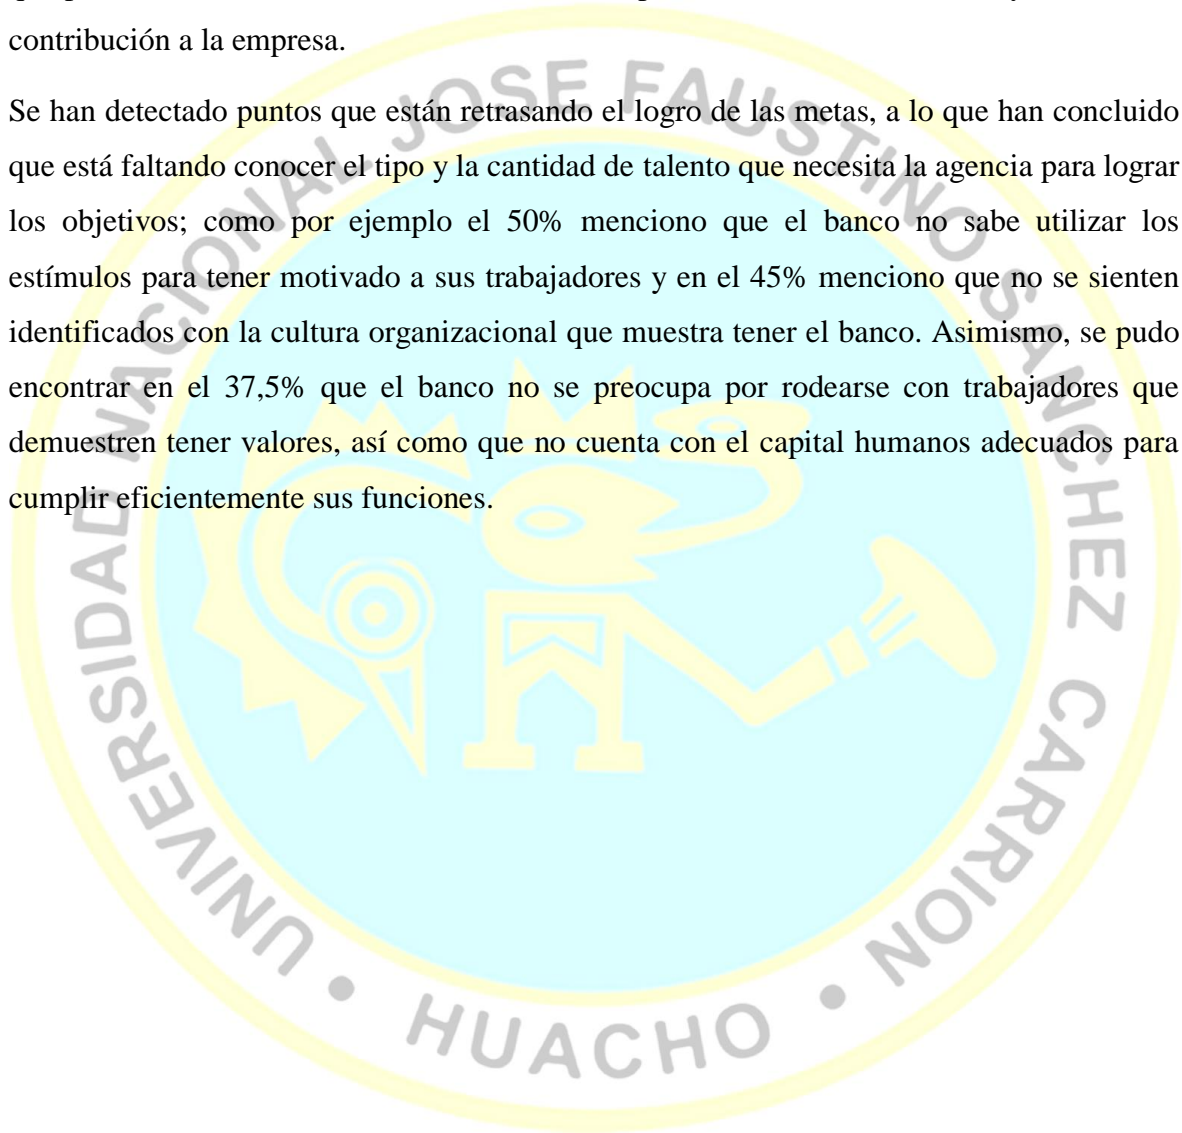 contribución a la empresa.
Se han detectado puntos que están retrasando el logro de las metas, a lo que han concluido
que está faltando conocer el tipo y la cantidad de talento que necesita la agencia para lograr
los objetivos; como por ejemplo el 50% menciono que el banco no sabe utilizar los
estímulos para tener motivado a sus trabajadores y en el 45% menciono que no se sienten
identificados con la cultura organizacional que muestra tener el banco. Asimismo, se pudo
encontrar en el 37,5% que el banco no se preocupa por rodearse con trabajadores que
demuestren tener valores, así como que no cuenta con el capital humanos adecuados para
cumplir eficientemente sus funciones.
UNIVERSIDAD NACIONAL JOSE FAUSTINO SANCHEZ CARRION • HUACHO •